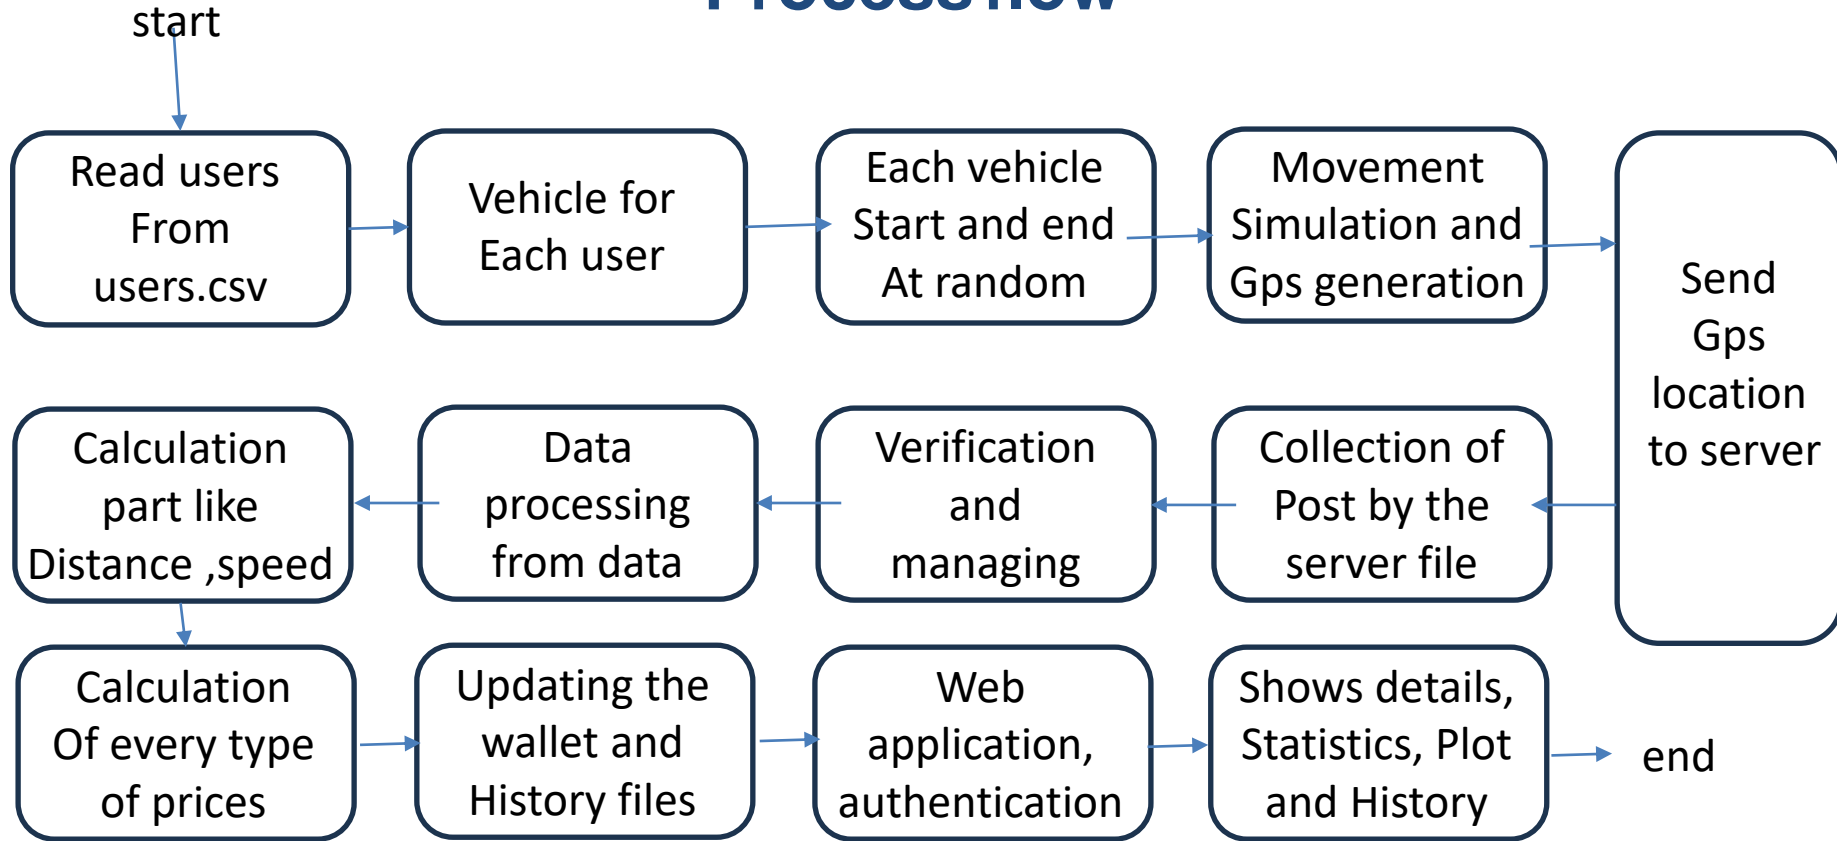 Process flow
start
Read users
From
users.csv
Vehicle for
Each user
Each vehicle
Start and end
At random
Movement
Simulation and
Gps generation
Send
Gps
location
to server
Collection of
Post by the
server file
Verification
and
managing
Data
processing
from data
Calculation
part like
Distance ,speed
Calculation
Of every type
of prices
Updating the
wallet and
History files
Web
application,
authentication
Shows details,
Statistics, Plot
and History
end